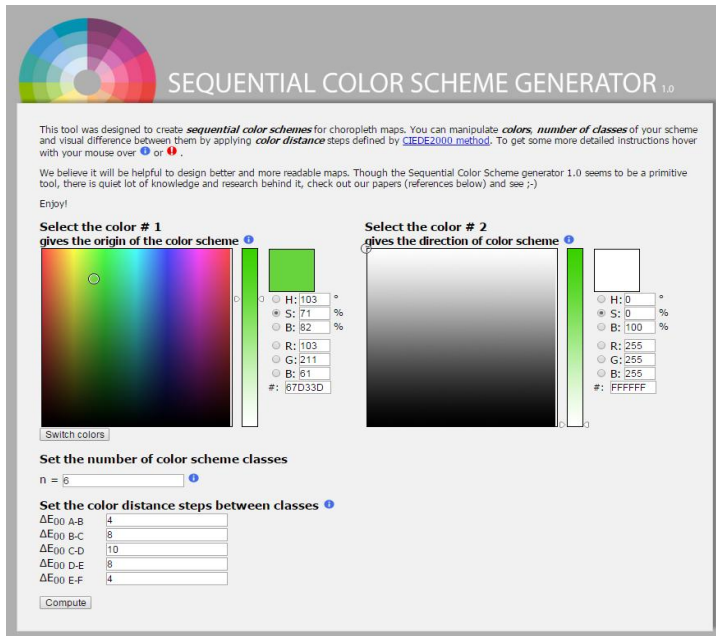 SEQUENTIAL COLOR SCHEME GENERATOR 1.0
This tool was designed to create sequential color schemes for choropleth maps. You can manipulate colors, number of classes of your scheme
and visual difference between them by applying color distance steps defined by CIEDE2000 method. To get some more detailed instructions hover
with your mouse over i or ! .
We believe it will be helpful to design better and more readable maps. Though the Sequential Color Scheme generator 1.0 seems to be a primitive
tool, there is quiet lot of knowledge and research behind it, check out our papers (references below) and see ;-)
Enjoy!
Select the color # 1
gives the origin of the color scheme i
H: 103 °
S: 71 %
B: 82 %
R: 103
G: 211
B: 61
#: 67D33D
Switch colors
Select the color # 2
gives the direction of color scheme i
H: 0 °
S: 0 %
B: 100 %
R: 255
G: 255
B: 255
#: FFFFFF
Set the number of color scheme classes
n = 6 i
Set the color distance steps between classes i
ΔE00 A-B 4
ΔE00 B-C 8
ΔE00 C-D 10
ΔE00 D-E 8
ΔE00 E-F 4
Compute